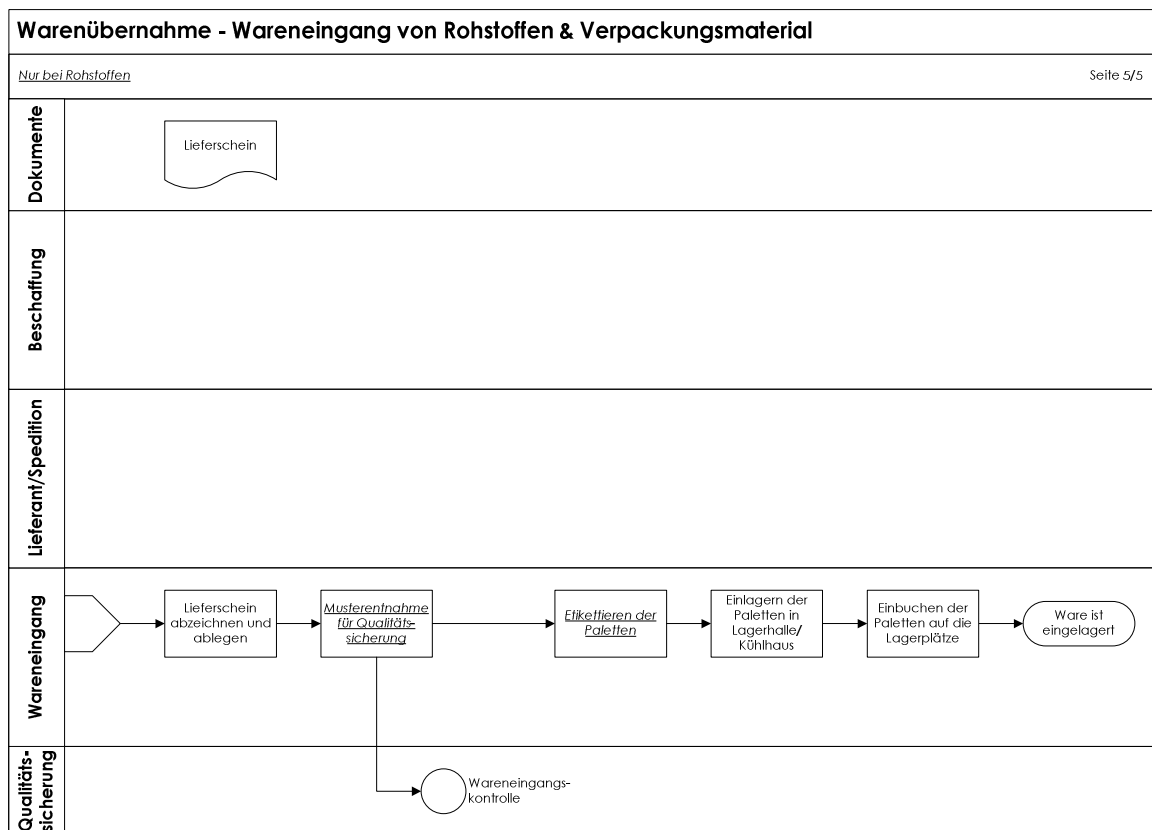 Warenübernahme - Wareneingang von Rohstoffen & Verpackungsmaterial
Nur bei Rohstoffen
Seite 5/5
Dokumente
Lieferschein
Beschaffung
Lieferant/Spedition
Wareneingang
Lieferschein
abzeichnen und
ablegen
Musterentnahme
für Qualitäts-
sicherung
Etikettieren der
Paletten
Einlagern der
Paletten in
Lagerhalle/
Kühlhaus
Einbuchen der
Paletten auf die
Lagerplätze
Ware ist
eingelagert
Qualitäts-
sicherung
Wareneingangs-
kontrolle